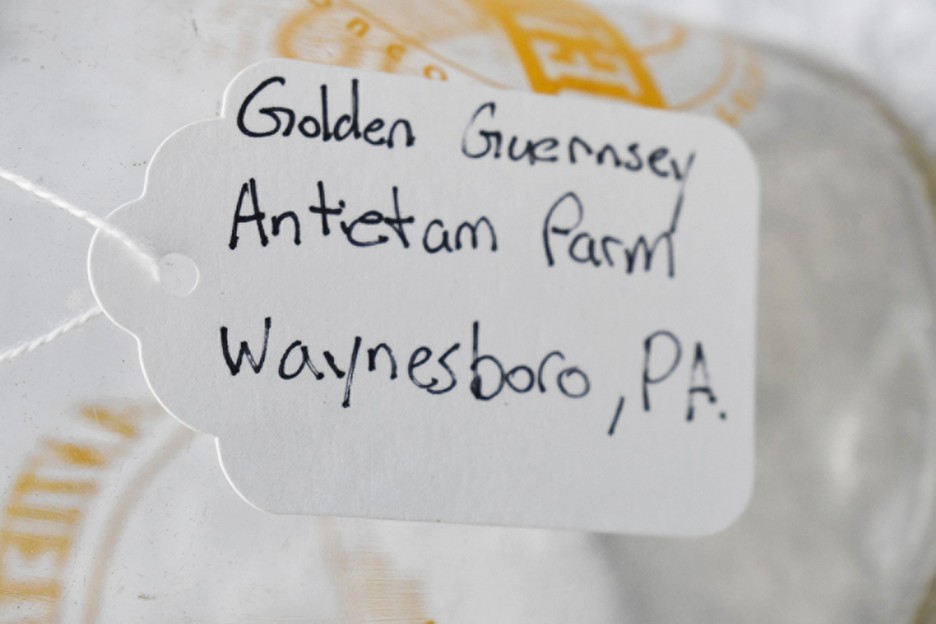 Golden Guernsey
Antietam Farm
Waynesboro, PA.